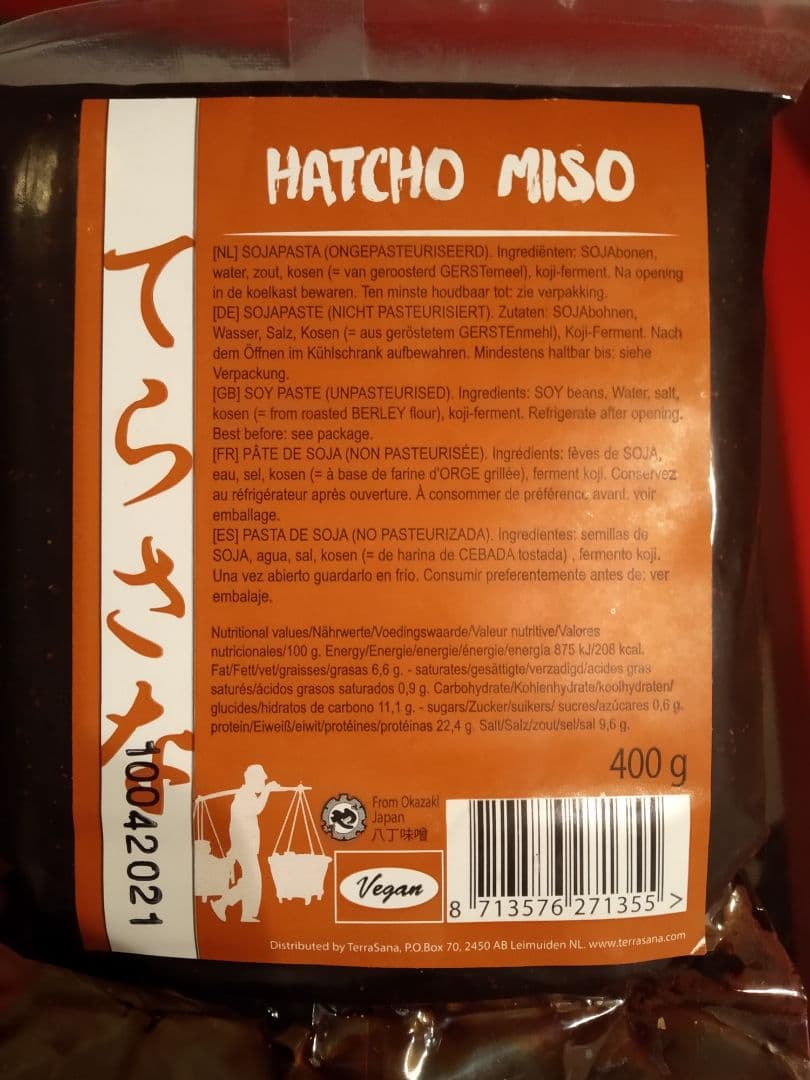 HATCHO MISO
[NL] SOJAPASTA (ONGEPASTEURISEERD). Ingrediënten: SOJAbonen,
water, zout, kosen (= van geroosterd GERSTemeel), koji-ferment. Na opening
in de koelkast bewaren. Ten minste houdbaar tot: zie verpakking.
[DE] SOJAPASTE (NICHT PASTEURISIERT). Zutaten: SOJAbohnen,
Wasser, Salz, Kosen (= aus geröstetem GERSTEnmehl), Koji-Ferment. Nach
dem Öffnen im Kühlschrank aufbewahren. Mindestens haltbar bis: siehe
Verpackung.
[GB] SOY PASTE (UNPASTEURISED). Ingredients: SOY beans, Water, salt,
kosen (= from roasted BERLEY flour), koji-ferment. Refrigerate after opening.
Best before: see package.
[FR] PÂTE DE SOJA (NON PASTEURISÉE). Ingrédients: fèves de SOJA,
eau, sel, kosen (= à base de farine d'ORGE grillée), ferment koji. Conservez
au réfrigérateur après ouverture. À consommer de préférence avant: voir
emballage.
[ES] PASTA DE SOJA (NO PASTEURIZADA). Ingredientes: semillas de
SOJA, agua, sal, kosen (= de harina de CEBADA tostada) , fermento koji.
Una vez abierto guardarlo en frío. Consumir preferentemente antes de: ver
embalaje.
Nutritional values/Nährwerte/Voedingswaarde/Valeur nutritive/Valores
nutricionales/100 g. Energy/Energie/energie/énergie/energía 875 kJ/208 kcal.
Fat/Fett/vet/graisses/grasas 6,6 g. - saturates/gesättigte/verzadigd/acides gras
saturés/ácidos grasos saturados 0,9 g. Carbohydrate/Kohlenhydrate/koolhydraten/
glucides/hidratos de carbono 11,1 g. - sugars/Zucker/suikers/ sucres/azúcares 0,6 g.
protein/Eiweiß/eiwit/protéines/protéinas 22,4 g. Salt/Salz/zout/sel/sal 9,6 g.
400 g
てらさな
10042021
From Okazaki
Japan
八丁味噌
Vegan
8 713576 271355 >
Distributed by TerraSana, P.O.Box 70, 2450 AB Leimuiden NL. www.terrasana.com